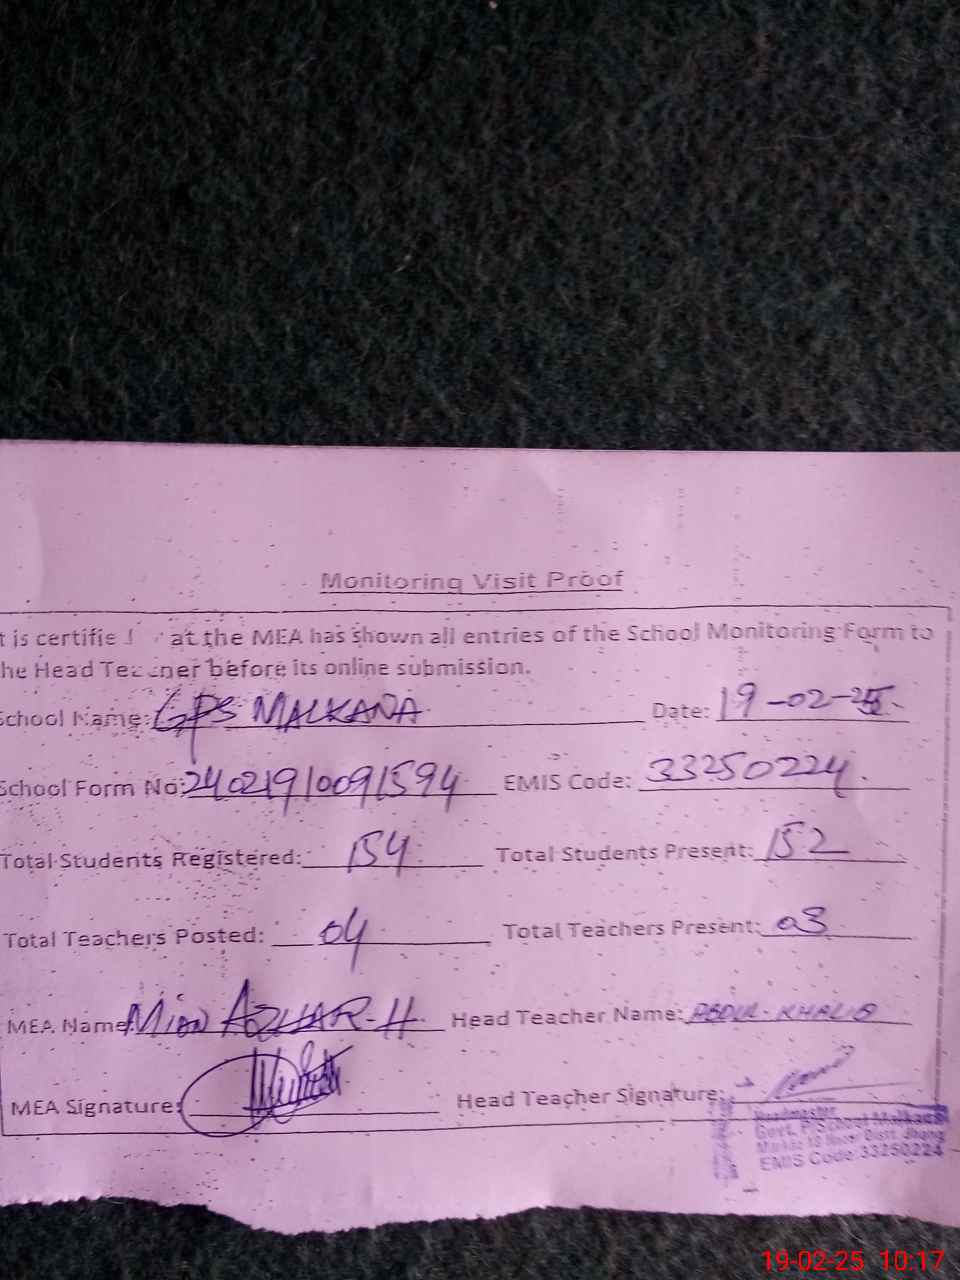 Monitoring Visit Proof
t is certifie at the MEA has shown all entries of the School Monitoring Form to
he Head Teacher before its online submission.
School Name: GPS MALKANA Date: 19-02-25
School Form No: 24021910091594 EMIS Code: 33250224
Total Students Registered: 154 Total Students Present: 152
Total Teachers Posted: 04 Total Teachers Present: 03
MEA Name: MIAN AZHAR-H Head Teacher Name: ABDUL-KHALIQ
MEA Signature: Head Teacher Signature:
Headmaster
Govt. P/School Malkana
Distt. Jhang
EMIS Code: 33250224
19-02-25 10:17